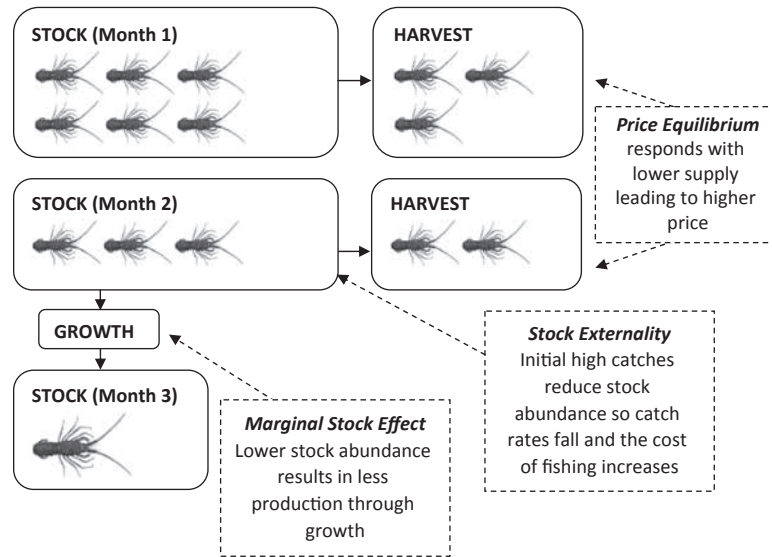 STOCK (Month 1)
HARVEST
Price Equilibrium
responds with
lower supply
leading to higher
price
STOCK (Month 2)
HARVEST
GROWTH
Stock Externality
Initial high catches
reduce stock
abundance so catch
rates fall and the cost
of fishing increases
STOCK (Month 3)
Marginal Stock Effect
Lower stock abundance
results in less
production through
growth